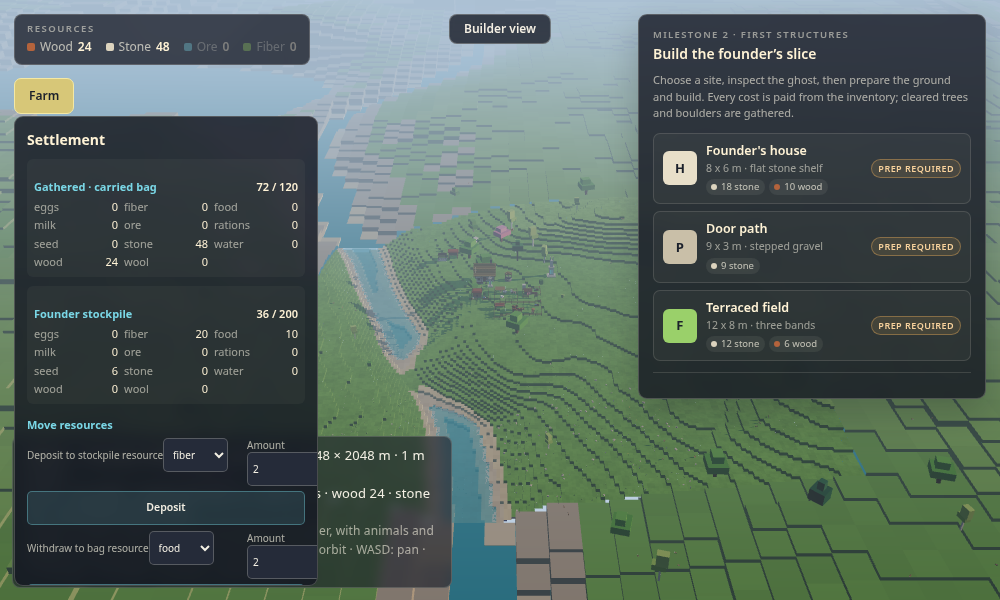 RESOURCES
Wood 24 Stone 48 Ore 0 Fiber 0
Builder view
Farm
Settlement
Gathered · carried bag 72 / 120
eggs 0 fiber 0 food 0
milk 0 ore 0 rations 0
seed 0 stone 48 water 0
wood 24 wool 0
Founder stockpile 36 / 200
eggs 0 fiber 20 food 10
milk 0 ore 0 rations 0
seed 6 stone 0 water 0
wood 0 wool 0
Move resources
Deposit to stockpile resource fiber Amount 2
Deposit
Withdraw to bag resource food Amount 2
48 × 2048 m · 1 m
s · wood 24 · stone
er, with animals and
orbit · WASD: pan ·
MILESTONE 2 · FIRST STRUCTURES
Build the founder's slice
Choose a site, inspect the ghost, then prepare the ground
and build. Every cost is paid from the inventory; cleared trees
and boulders are gathered.
H Founder's house
8 x 6 m · flat stone shelf
18 stone 10 wood
PREP REQUIRED
P Door path
9 x 3 m · stepped gravel
9 stone
PREP REQUIRED
F Terraced field
12 x 8 m · three bands
12 stone 6 wood
PREP REQUIRED